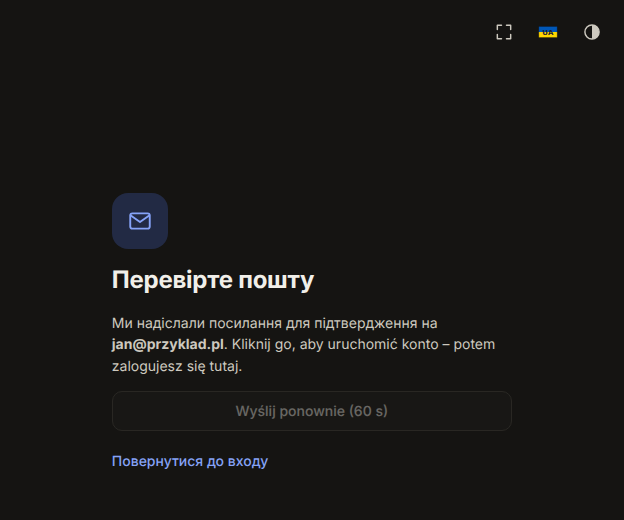 UA
Перевірте пошту
Ми надіслали посилання для підтвердження на
jan@przyklad.pl. Kliknij go, aby uruchomić konto – potem
zalogujesz się tutaj.
Wyślij ponownie (60 s)
Повернутися до входу